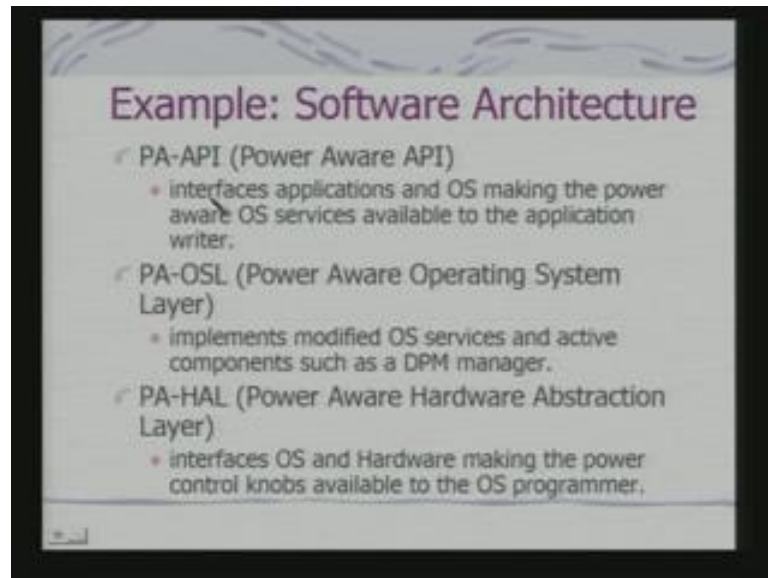 Example: Software Architecture
PA-API (Power Aware API)
interfaces applications and OS making the power
aware OS services available to the application
writer.
PA-OSL (Power Aware Operating System
Layer)
implements modified OS services and active
components such as a DPM manager.
PA-HAL (Power Aware Hardware Abstraction
Layer)
interfaces OS and Hardware making the power
control knobs available to the OS programmer.